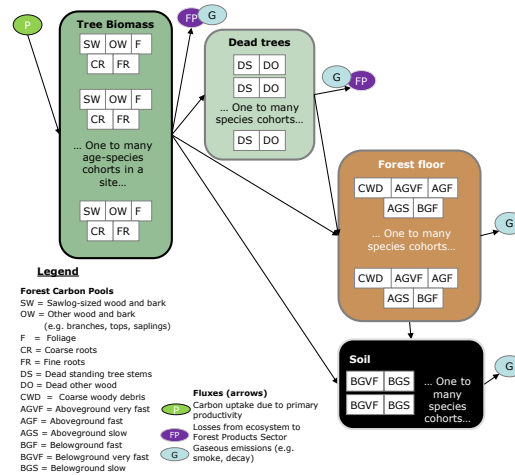 P
Tree Biomass
SW OW F
CR FR
SW OW F
CR FR
... One to many
age-species
cohorts in a
site...
SW OW F
CR FR
FP G
Dead trees
DS DO
DS DO
... One to many
species cohorts...
DS DO
G FP
Forest floor
CWD AGVF AGF
AGS BGF
... One to many
species cohorts...
CWD AGVF AGF
AGS BGF
G
Soil
BGVF BGS
BGVF BGS
... One to
many
species
cohorts...
G
Legend
Forest Carbon Pools
SW = Sawlog-sized wood and bark
OW = Other wood and bark
(e.g. branches, tops, saplings)
F = Foliage
CR = Coarse roots
FR = Fine roots
DS = Dead standing tree stems
DO = Dead other wood
CWD = Coarse woody debris
AGVF = Aboveground very fast
AGF = Aboveground fast
AGS = Aboveground slow
BGF = Belowground fast
BGVF = Belowground very fast
BGS = Belowground slow
Fluxes (arrows)
P Carbon uptake due to primary
productivity
FP Losses from ecosystem to
Forest Products Sector
G Gaseous emissions (e.g.
smoke, decay)